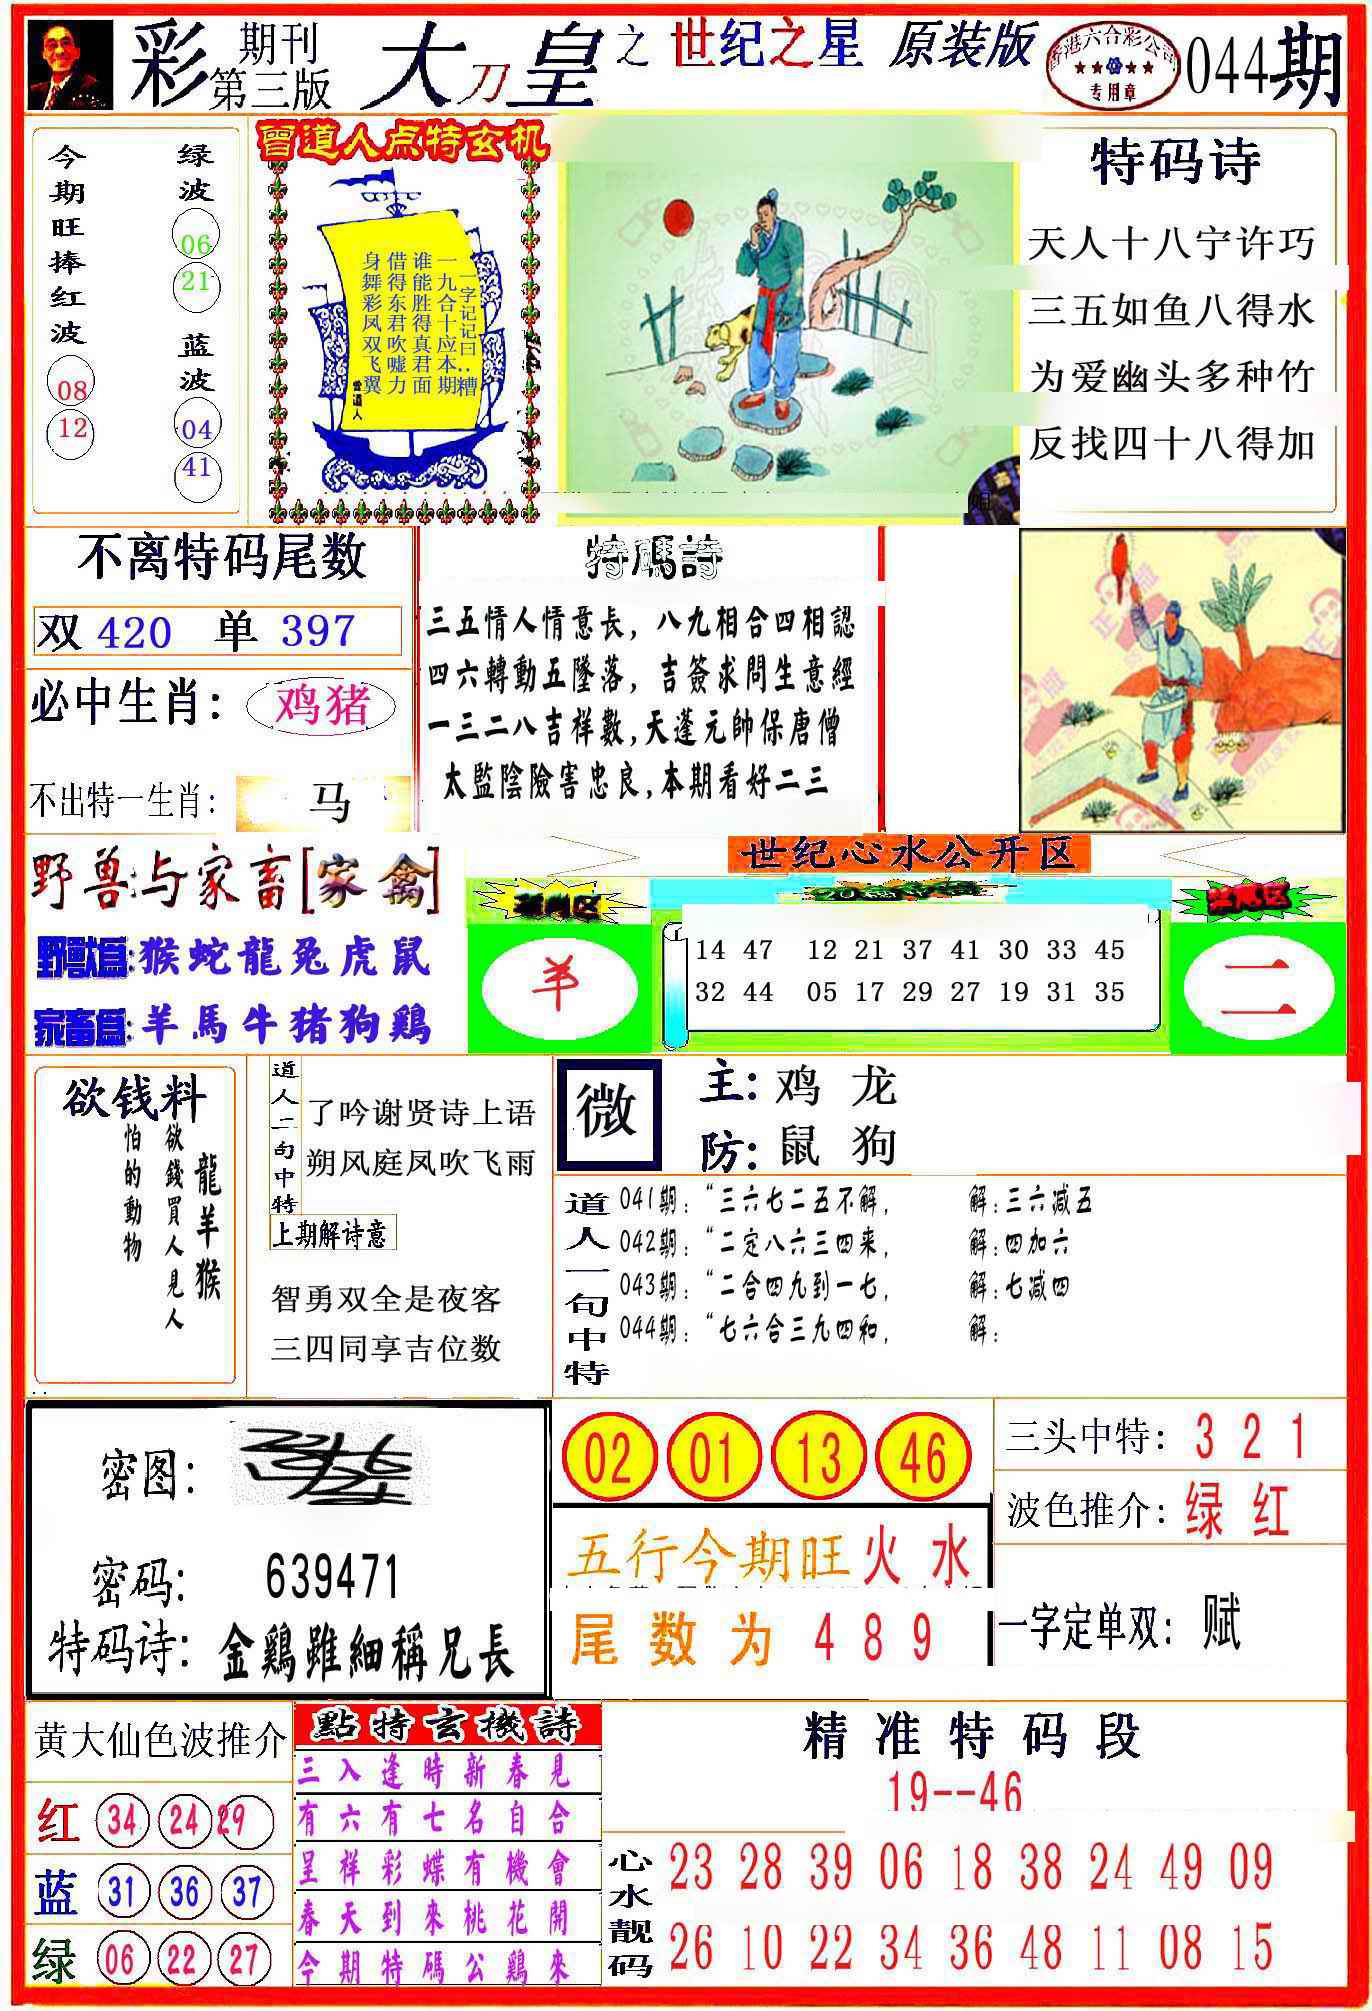 彩 期刊 第三版 大刀皇 之 世纪之星 原装版 044期
香港六合彩公司
专用章
今期旺捧红波
08
12
绿波
06
21
蓝波
04
41
曾道人点特玄机
一字记记曰:糟
一九合十应本期
谁能胜得真君面
借得东君吹嘘力
身舞彩凤双飞翼
曾道人
特码诗
天人十八宁许巧
三五如鱼八得水
为爱幽头多种竹
反找四十八得加
不离特码尾数
双 420 单 397
必中生肖: 鸡猪
不出特一生肖: 马
特碼詩
三五情人情意长, 八九相合四相認
四六轉動五墜落, 吉簽求問生意經
一三二八吉祥數,天蓬元帥保唐僧
太監陰險害忠良,本期看好二三
野兽与家畜[家禽]
野獸為:猴蛇龍兔虎鼠
家畜為:羊馬牛猪狗鷄
世纪心水公开区
羊
14 47 12 21 37 41 30 33 45
32 44 05 17 29 27 19 31 35
二
欲钱料
龍羊猴
欲錢買人見人
怕的動物
道人二句中特
了吟谢贤诗上语
朔风庭凤吹飞雨
上期解诗意
智勇双全是夜客
三四同享吉位数
微
主: 鸡 龙
防: 鼠 狗
道人一句中特
041期: “三六七二五不解, 解:三六减五
042期: “二定八六三四来, 解:四加六
043期: “二合四九到一七, 解:七减四
044期: “七六合三九四和, 解:
密图:
密码: 639471
特码诗: 金鷄雖細稱兄長
02 01 13 46
五行今期旺 火 水
尾数为 4 8 9
三头中特: 3 2 1
波色推介: 绿 红
一字定单双: 赋
黄大仙色波推介
红 34 24 29
蓝 31 36 37
绿 06 22 27
點特玄機詩
三入逢時新春見
有六有七名自合
呈祥彩蝶有機會
春天到來桃花開
今期特碼公鷄來
精准特码段
19--46
心水靓码
23 28 39 06 18 38 24 49 09
26 10 22 34 36 48 11 08 15